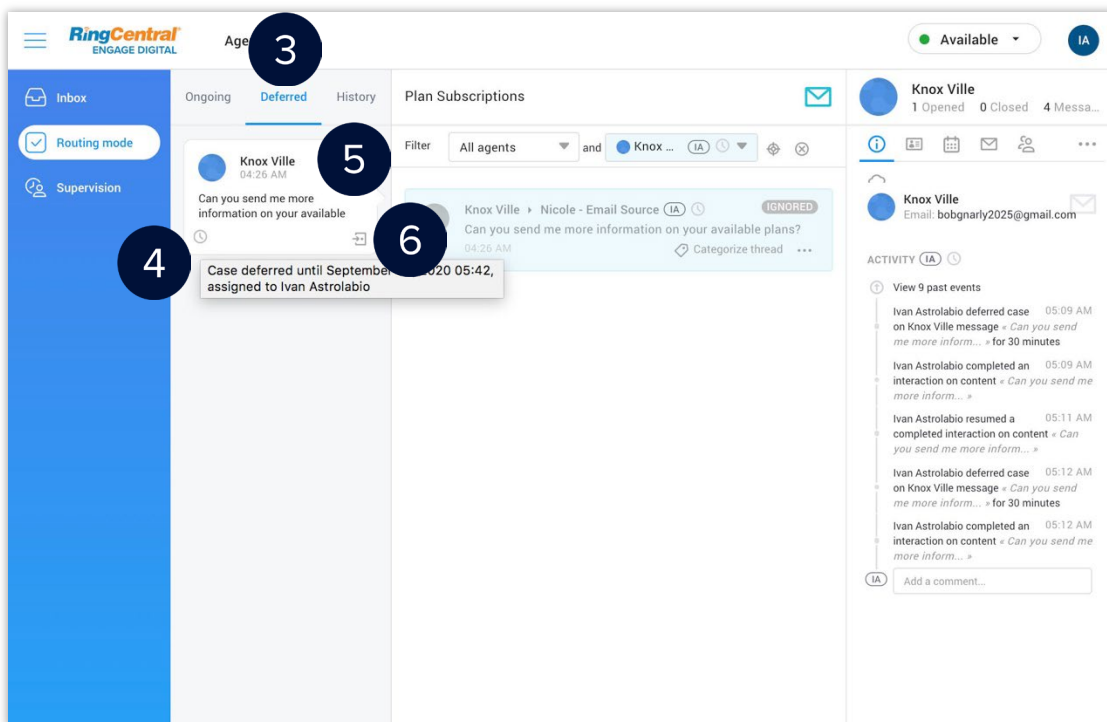 RingCentral®
ENGAGE DIGITAL
Age
3
Available
IA
Inbox
Routing mode
Supervision
Ongoing
Deferred
History
Knox Ville
04:26 AM
5
Can you send me more
information on your available
4
6
Case deferred until September 2020 05:42,
assigned to Ivan Astrolabio
Plan Subscriptions
Filter
All agents
and
Knox ... IA
Knox Ville Nicole - Email Source IA
IGNORED
Can you send me more information on your available plans?
04:26 AM
Categorize thread ...
Knox Ville
1 Opened 0 Closed 4 Messa...
...
Knox Ville
Email: bobgnarly2025@gmail.com
ACTIVITY IA
View 9 past events
Ivan Astrolabio deferred case 05:09 AM
on Knox Ville message « Can you send
me more inform... » for 30 minutes
Ivan Astrolabio completed an 05:09 AM
interaction on content « Can you send me
more inform... »
Ivan Astrolabio resumed a 05:11 AM
completed interaction on content « Can
you send me more inform... »
Ivan Astrolabio deferred case 05:12 AM
on Knox Ville message « Can you send
me more inform... » for 30 minutes
Ivan Astrolabio completed an 05:12 AM
interaction on content « Can you send me
more inform... »
IA
Add a comment...